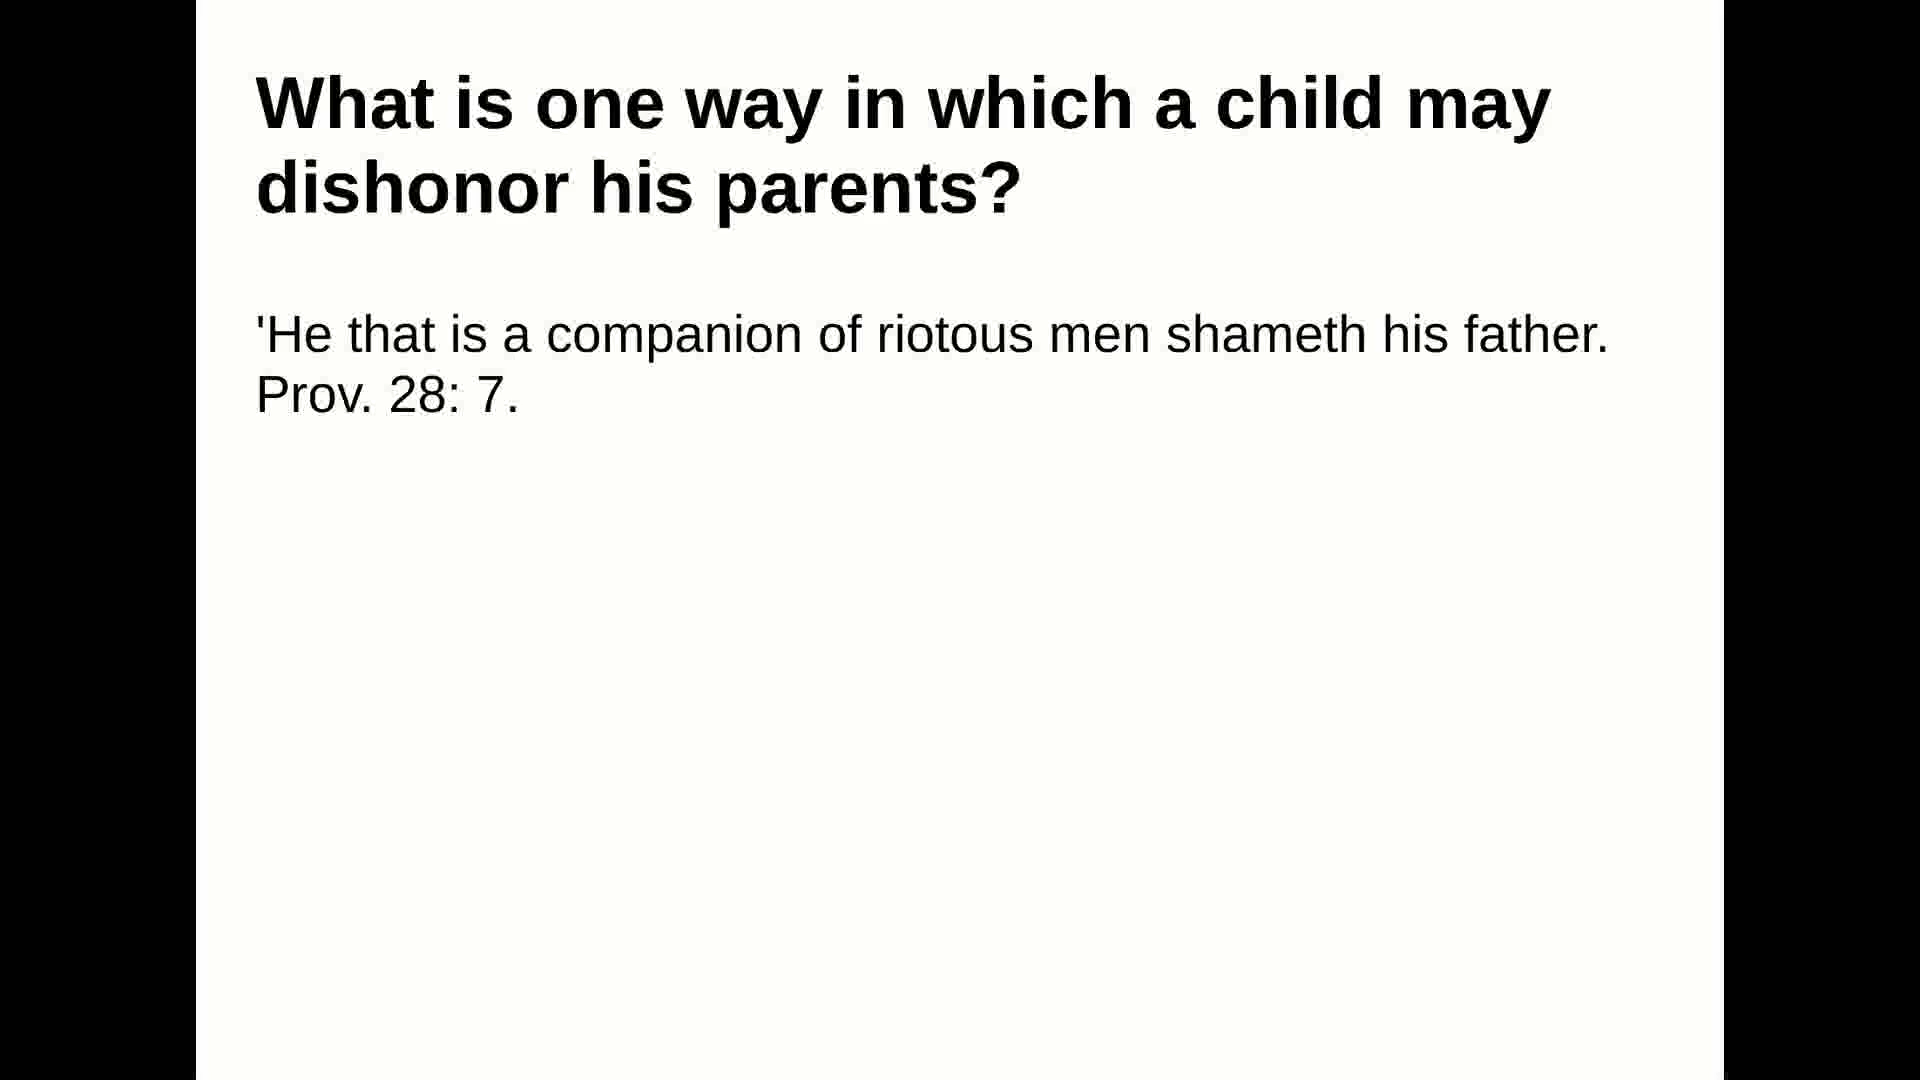 What is one way in which a child may
dishonor his parents?
'He that is a companion of riotous men shameth his father.
Prov. 28: 7.